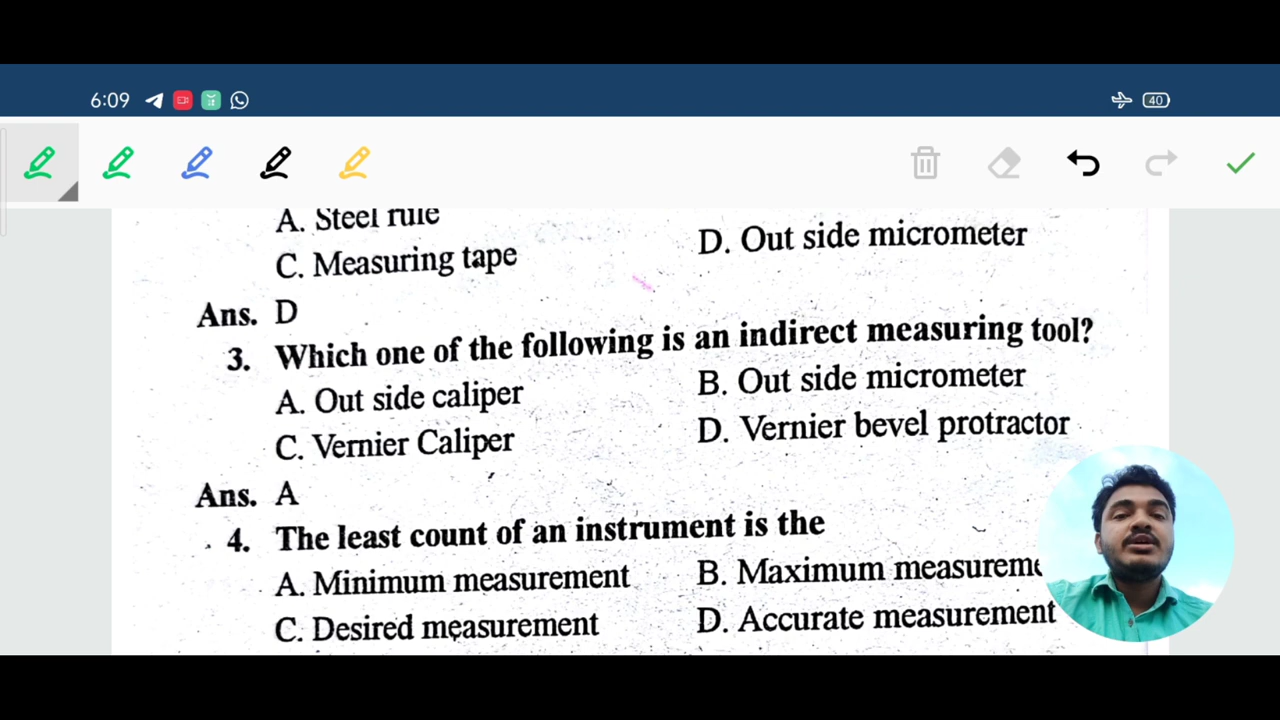 6:09
40
A. Steel rule
D. Out side micrometer
C. Measuring tape
Ans. D
3. Which one of the following is an indirect measuring tool?
A. Out side caliper
B. Out side micrometer
C. Vernier Caliper
D. Vernier bevel protractor
Ans. A
4. The least count of an instrument is the
A. Minimum measurement
B. Maximum measureme
C. Desired measurement
D. Accurate measurement